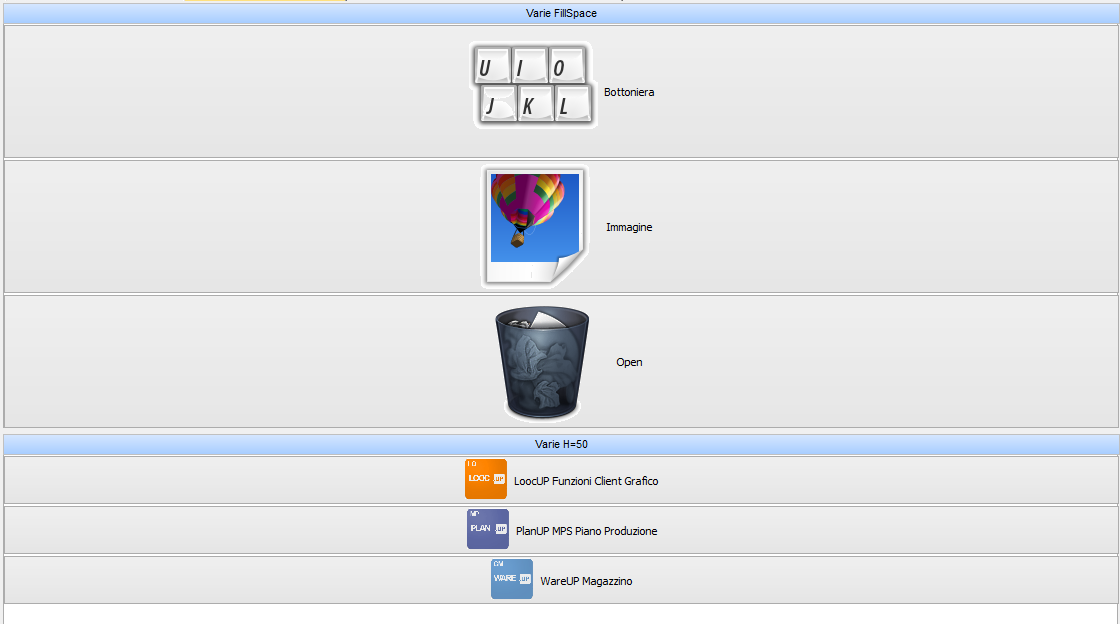 Varie FillSpace
U I O
J K L
Bottoniera
Immagine
Open
Varie H=50
LO
LOOC UP
LoocUP Funzioni Client Grafico
MP
PLAN UP
PlanUP MPS Piano Produzione
GM
WARE UP
WareUP Magazzino